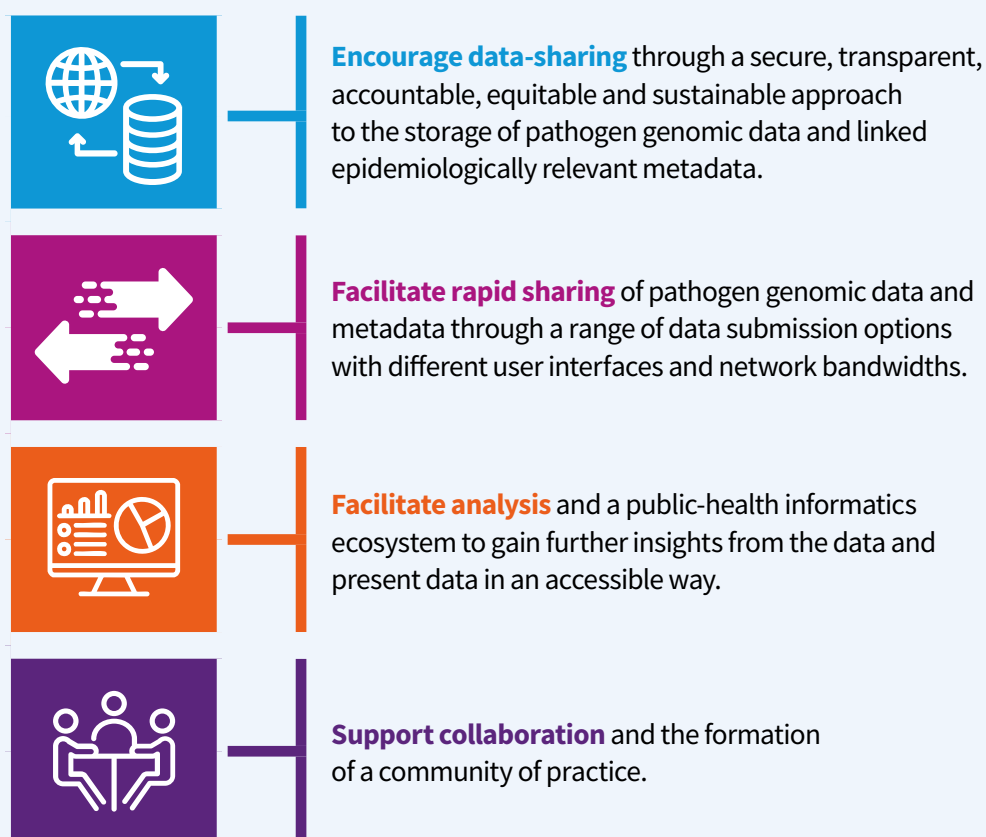 Encourage data-sharing through a secure, transparent,
accountable, equitable and sustainable approach
to the storage of pathogen genomic data and linked
epidemiologically relevant metadata.
Facilitate rapid sharing of pathogen genomic data and
metadata through a range of data submission options
with different user interfaces and network bandwidths.
Facilitate analysis and a public-health informatics
ecosystem to gain further insights from the data and
present data in an accessible way.
Support collaboration and the formation
of a community of practice.